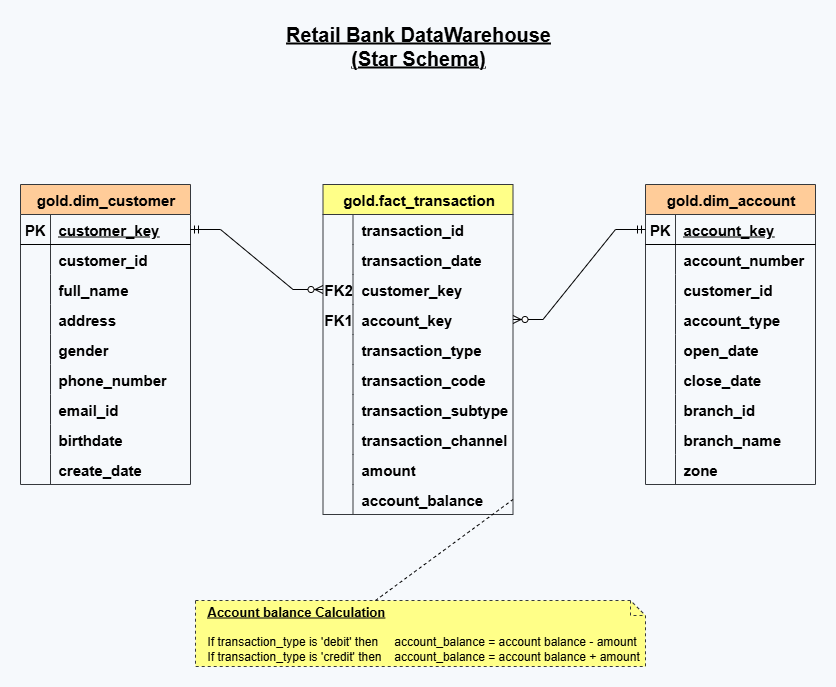 Retail Bank DataWarehouse
(Star Schema)
gold.dim_customer
PK customer_key
customer_id
full_name
address
gender
phone_number
email_id
birthdate
create_date
gold.fact_transaction
transaction_id
transaction_date
FK2 customer_key
FK1 account_key
transaction_type
transaction_code
transaction_subtype
transaction_channel
amount
account_balance
gold.dim_account
PK account_key
account_number
customer_id
account_type
open_date
close_date
branch_id
branch_name
zone
Account balance Calculation
If transaction_type is 'debit' then account_balance = account balance - amount
If transaction_type is 'credit' then account_balance = account balance + amount